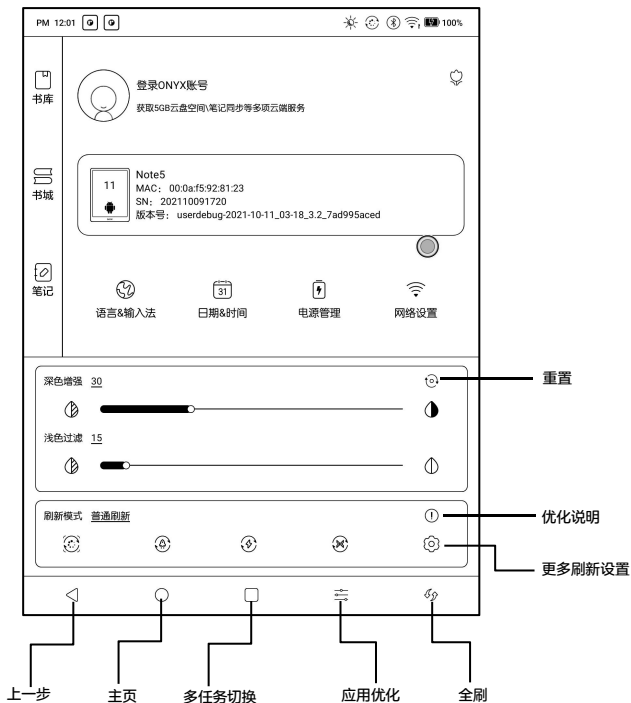 PM 12:01
100%
书库
登录ONYX账号
获取5GB云盘空间\笔记同步等多项云端服务
书城
11
Note5
MAC： 00:0a:f5:92:81:23
SN： 202110091720
版本号： userdebug-2021-10-11_03-18_3.2_7ad995aced
笔记
31
语言&输入法
日期&时间
电源管理
网络设置
深色增强 30
重置
浅色过滤 15
刷新模式 普通刷新
优化说明
更多刷新设置
上一步
主页
多任务切换
应用优化
全刷